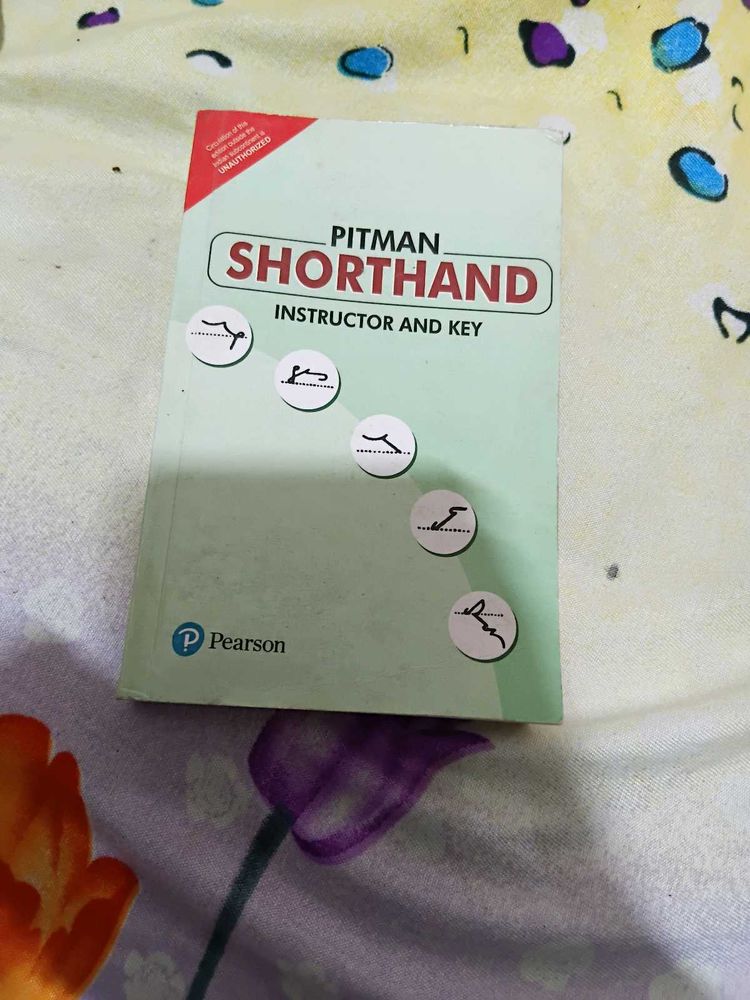 Circulation of this
edition outside the
Indian subcontinent is
UNAUTHORIZED
PITMAN
SHORTHAND
INSTRUCTOR AND KEY
Pearson